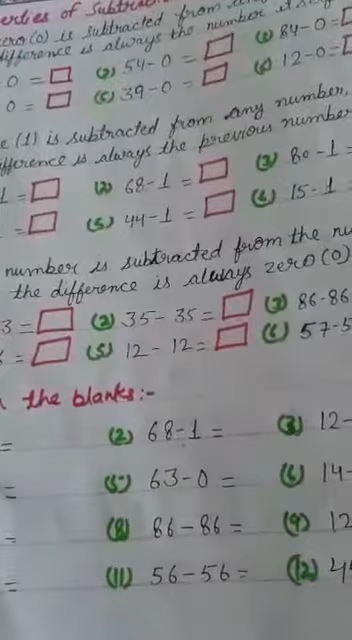 erties of Subtrac
ero (0) is subtracted from
difference is always the number itself
0 = (2) 54-0 = (3) 84-0=
0 = (5) 39-0 = (6) 12-0=
e (1) is subtracted from any number,
fference is always the previous number
1 = (2) 68-1 = (3) 80-1=
= (5) 44-1 = (6) 15-1=
number is subtracted from the nu
the difference is always zero (0)
3 = (2) 35-35 = (3) 86-86
= (5) 12-12 = (6) 57-5
the blanks:-
= (2) 68-1 = (3) 12-
= (5) 63-0 = (6) 14-
= (8) 86-86 = (9) 12
= (11) 56-56 = (12) 4